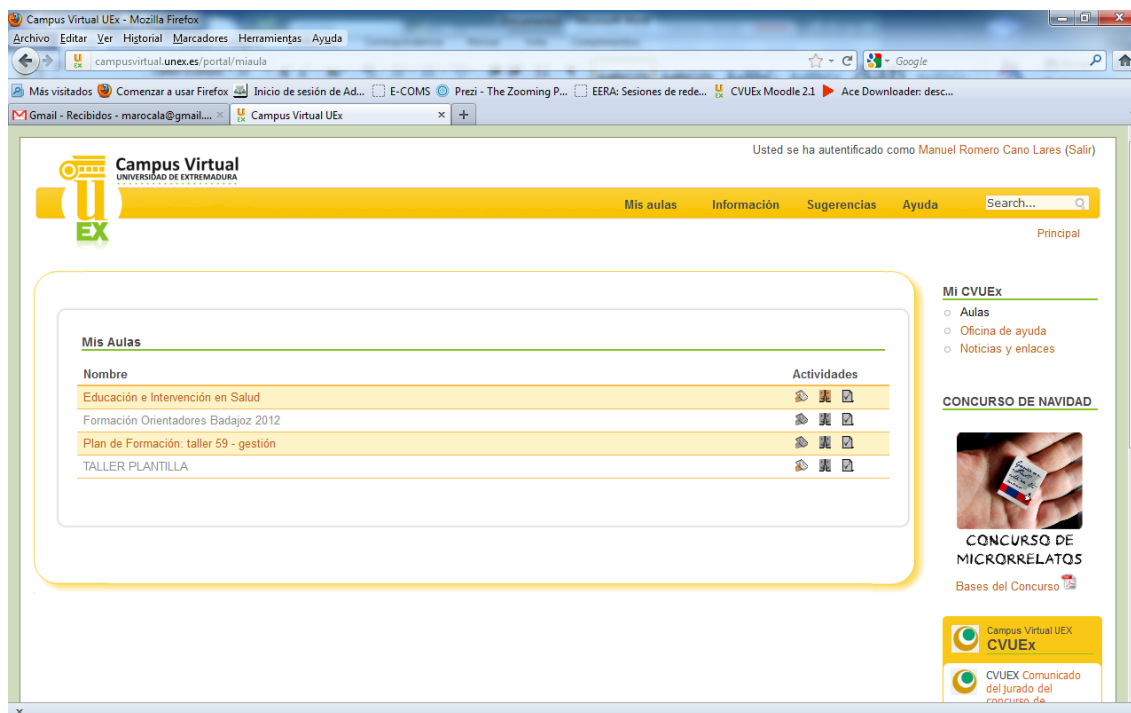 Campus Virtual UEx - Mozilla Firefox
Archivo Editar Ver Historial Marcadores Herramientas Ayuda
campusvirtual.unex.es/portal/miaula
Google
Más visitados Comenzar a usar Firefox Inicio de sesión de Ad... E-COMS Prezi - The Zooming P... EERA: Sesiones de rede... CVUEx Moodle 2.1 Ace Downloader: desc...
Gmail - Recibidos - marocala@gmail.... × Campus Virtual UEx × +
Usted se ha autentificado como Manuel Romero Cano Lares (Salir)
Campus Virtual
UNIVERSIDAD DE EXTREMADURA
u
EX
Mis aulas Información Sugerencias Ayuda Search...
Principal
Mi CVUEx
Aulas
Oficina de ayuda
Noticias y enlaces
Mis Aulas
Nombre Actividades
Educación e Intervención en Salud
Formación Orientadores Badajoz 2012
Plan de Formación: taller 59 - gestión
TALLER PLANTILLA
CONCURSO DE NAVIDAD
CONCURSO DE
MICRORRELATOS
Bases del Concurso
Campus Virtual UEX
CVUEx
CVUEX Comunicado
del jurado del
concurso de